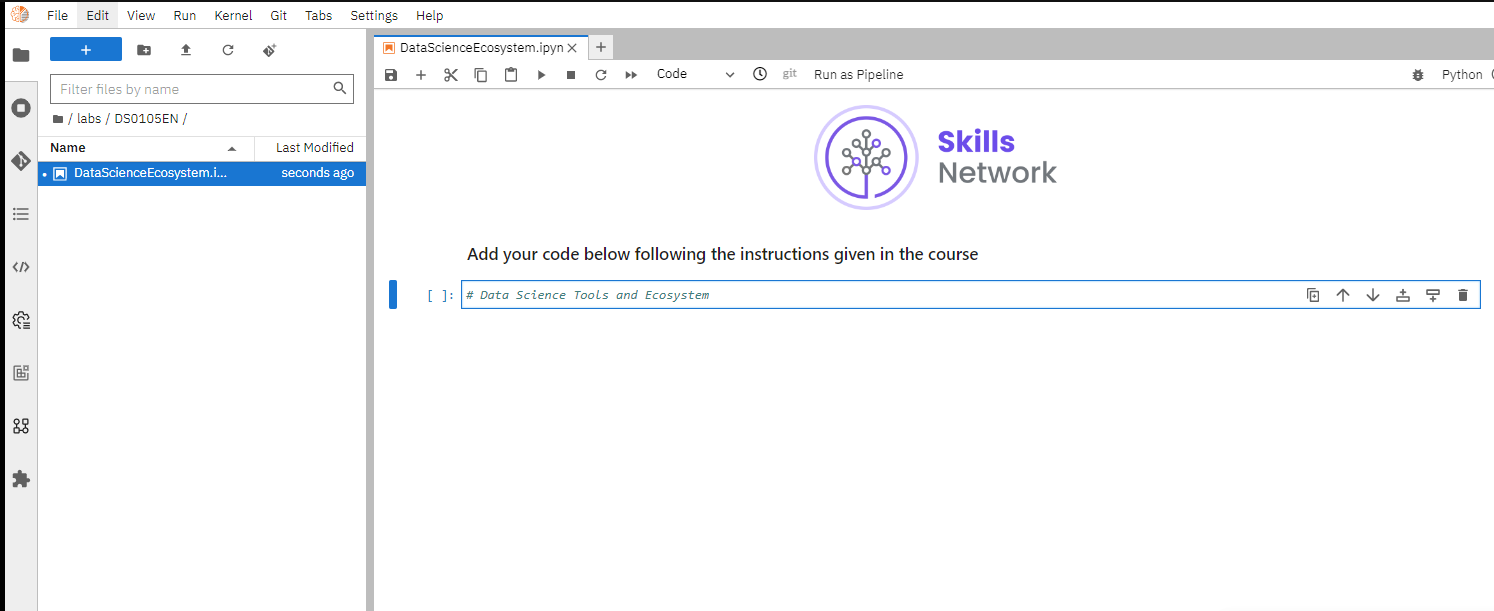 File Edit View Run Kernel Git Tabs Settings Help
+
Filter files by name
/ labs / DS0105EN /
Name Last Modified
DataScienceEcosystem.i... seconds ago
DataScienceEcosystem.ipyn
Code git Run as Pipeline Python
Skills
Network
Add your code below following the instructions given in the course
[ ]: # Data Science Tools and Ecosystem